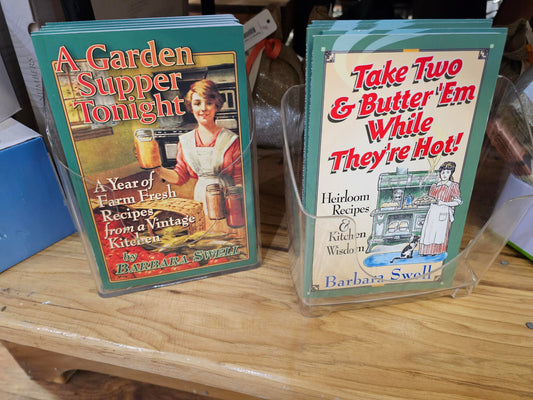 A Garden
Supper
Tonight
A Year of
Farm Fresh
Recipes
from a Vintage
Kitchen
by
BARBARA SWELL
Take Two
& Butter 'Em
While
They're Hot!
Heirloom
Recipes
&
Kitchen
Wisdom
Barbara Swell